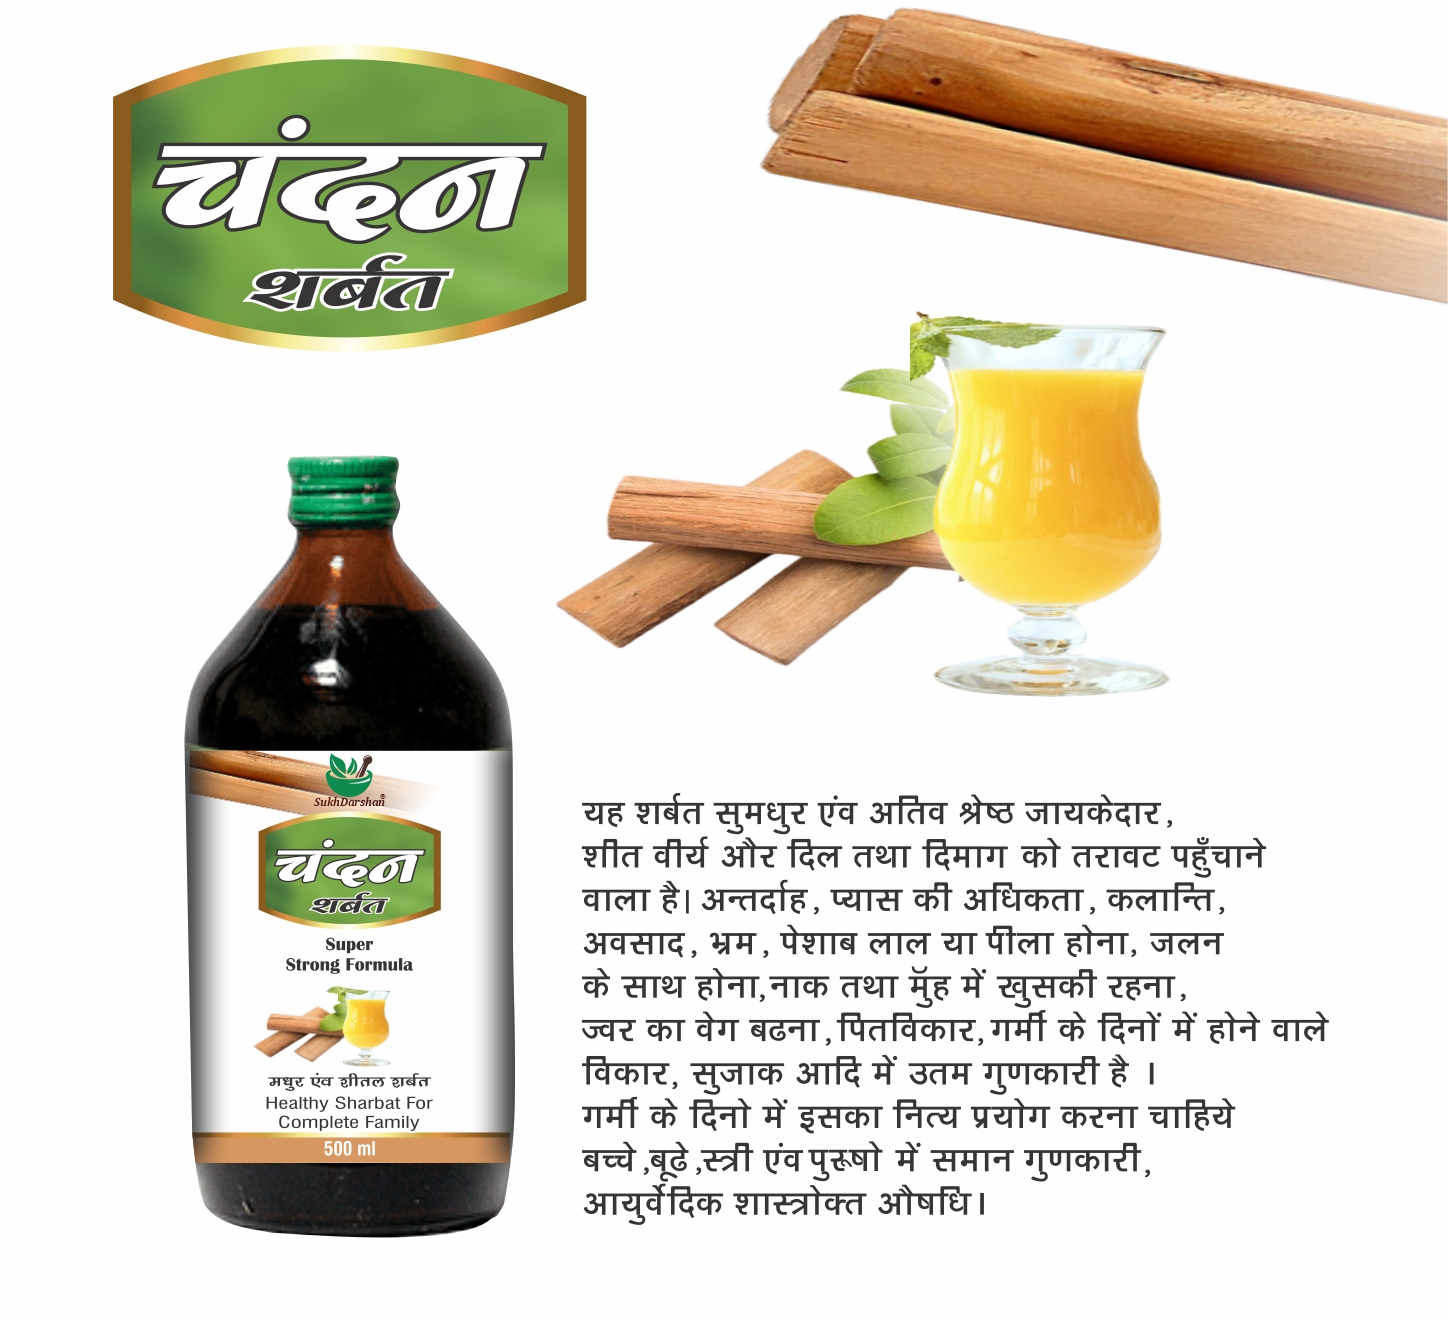 चंदन
शर्बत
SukhDarshan®
चंदन
शर्बत
Super
Strong Formula
मधुर एंव शीतल शर्बत
Healthy Sharbat For
Complete Family
500 ml
यह शर्बत सुमधुर एंव अतिव श्रेष्ठ जायकेदार,
शीत वीर्य और दिल तथा दिमाग को तरावट पहुँचाने
वाला है। अन्तर्दाह, प्यास की अधिकता, कलान्ति,
अवसाद, भ्रम, पेशाब लाल या पीला होना, जलन
के साथ होना,नाक तथा मुॅह में खुसकी रहना,
ज्वर का वेग बढना,पितविकार,गर्मी के दिनों में होने वाले
विकार, सुजाक आदि में उतम गुणकारी है ।
गर्मी के दिनो में इसका नित्य प्रयोग करना चाहिये
बच्चे ,बूढे ,स्त्री एंव पुरूषो में समान गुणकारी,
आयुर्वेदिक शास्त्रोक्त औषधि।